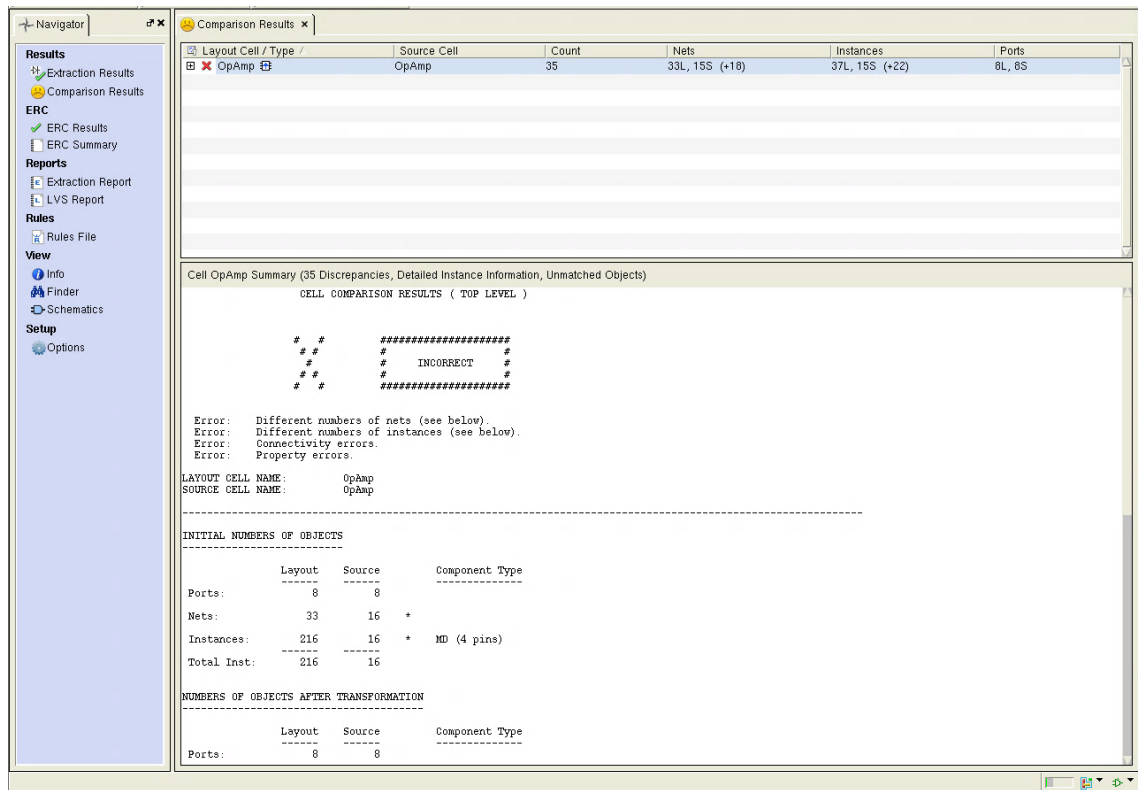 Navigator
Comparison Results
Results
Extraction Results
Comparison Results
ERC
ERC Results
ERC Summary
Reports
Extraction Report
LVS Report
Rules
Rules File
View
Info
Finder
Schematics
Setup
Options
Layout Cell / Type Source Cell Count Nets Instances Ports
OpAmp OpAmp 35 33L, 15S (+18) 37L, 15S (+22) 8L, 8S
Cell OpAmp Summary (35 Discrepancies, Detailed Instance Information, Unmatched Objects)
CELL COMPARISON RESULTS ( TOP LEVEL )
#   #         #####################
# #          #                   #
#           #     INCORRECT     #
# #          #                   #
#   #         #####################
Error: Different numbers of nets (see below).
Error: Different numbers of instances (see below).
Error: Connectivity errors.
Error: Property errors.
LAYOUT CELL NAME: OpAmp
SOURCE CELL NAME: OpAmp
INITIAL NUMBERS OF OBJECTS
Layout Source Component Type
Ports: 8 8
Nets: 33 16 *
Instances: 216 16 * MD (4 pins)
Total Inst: 216 16
NUMBERS OF OBJECTS AFTER TRANSFORMATION
Layout Source Component Type
Ports: 8 8